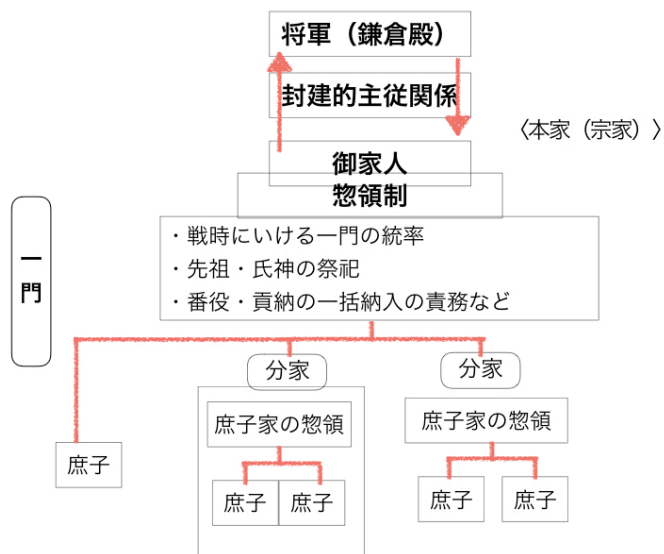 将軍（鎌倉殿）
封建的主従関係
〈本家（宗家）〉
御家人
惣領制
一門
・戦時にいける一門の統率
・先祖・氏神の祭祀
・番役・貢納の一括納入の責務など
分家
分家
庶子家の惣領
庶子家の惣領
庶子
庶子
庶子
庶子
庶子